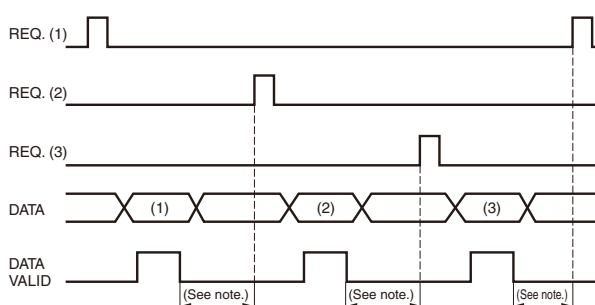 REQ. (1)
REQ. (2)
REQ. (3)
DATA
(1)
(2)
(3)
DATA
VALID
(See note.)
(See note.)
(See note.)